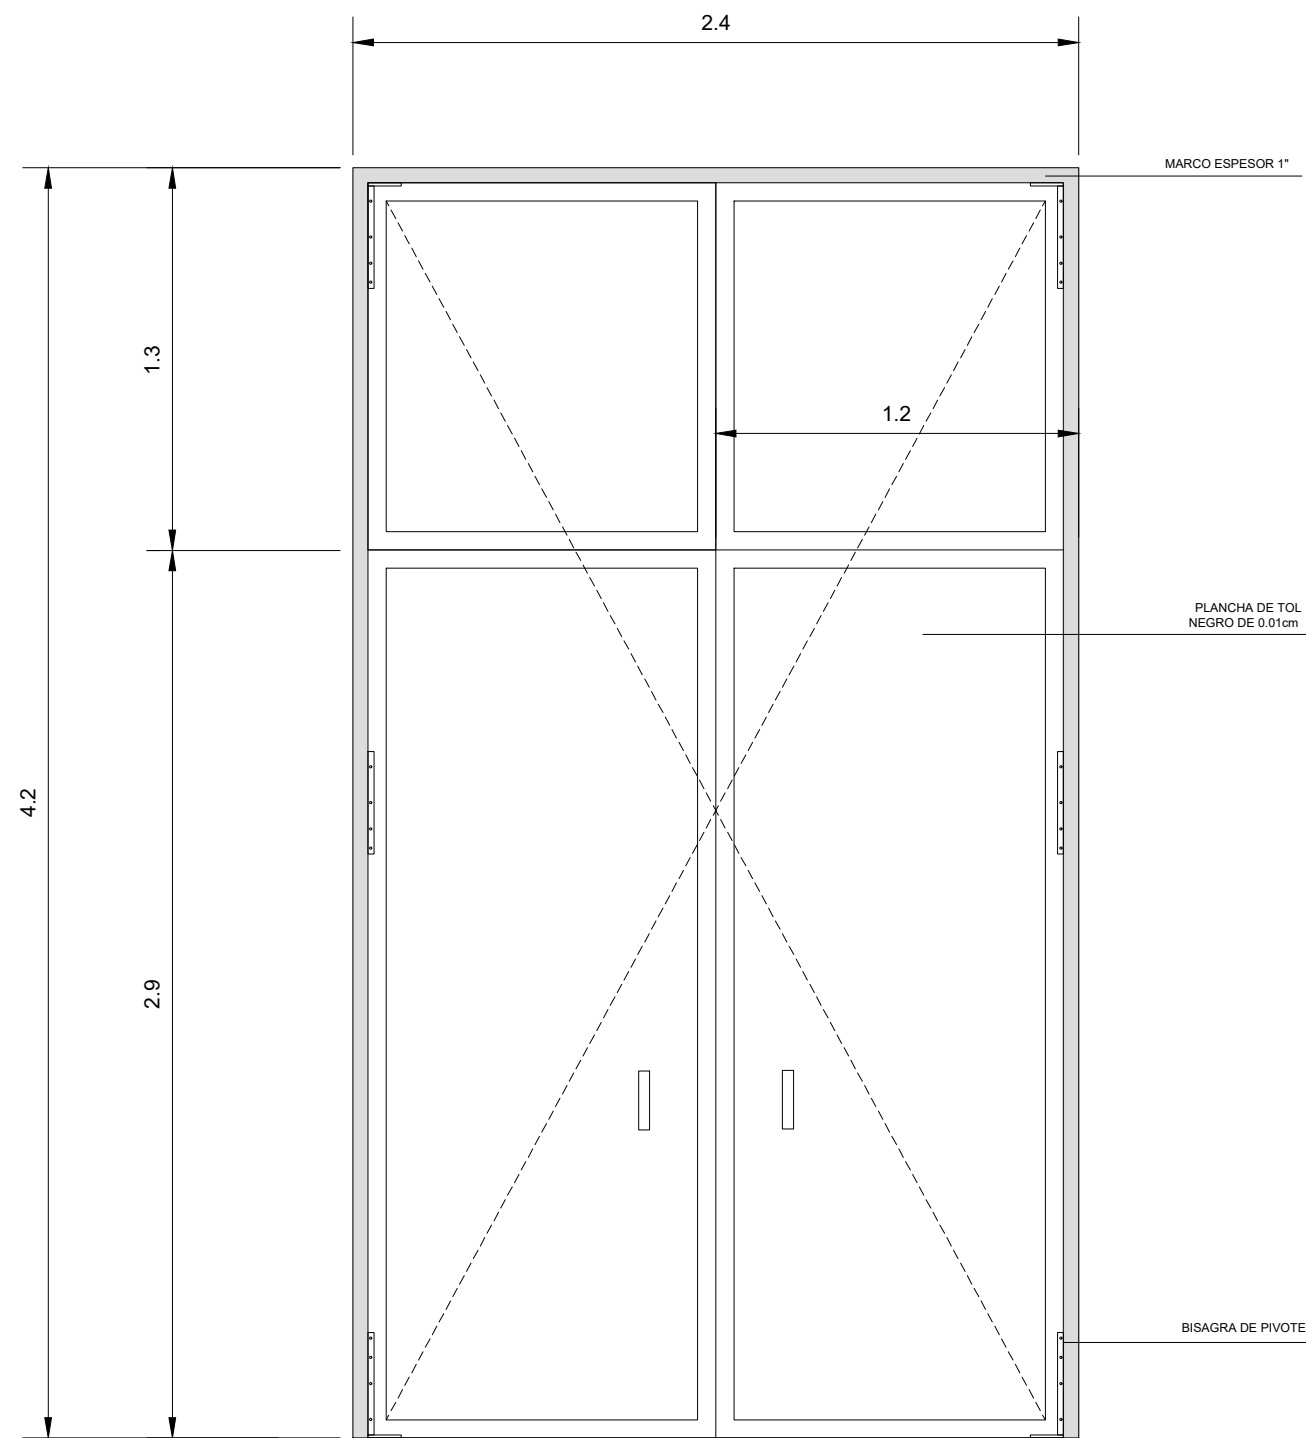 2.4
MARCO ESPESOR 1"
1.3
1.2
PLANCHA DE TOL
NEGRO DE 0.01cm
4.2
2.9
BISAGRA DE PIVOTE